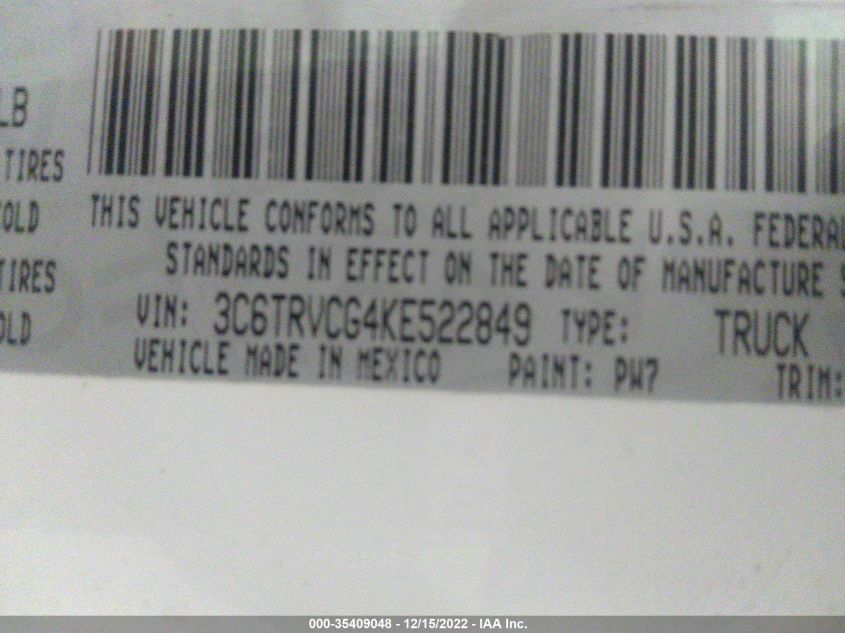 LB
TIRES
COLD
THIS VEHICLE CONFORMS TO ALL APPLICABLE U.S.A. FEDERAL
TIRES
STANDARDS IN EFFECT ON THE DATE OF MANUFACTURE S
OLD
VIN: 3C6TRVCG4KE522849 TYPE: TRUCK
VEHICLE MADE IN MEXICO PAINT: PW7 TRIM:
000-35409048 - 12/15/2022 - IAA Inc.